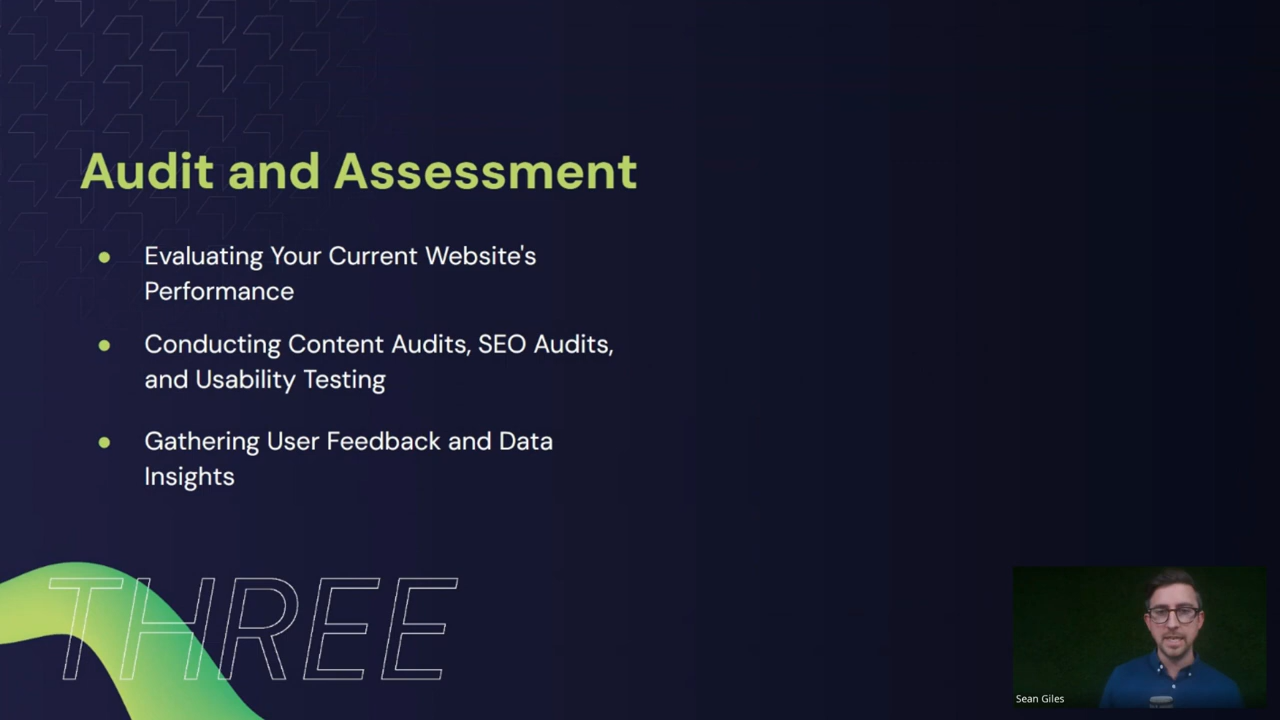 Audit and Assessment
● Evaluating Your Current Website's
Performance
● Conducting Content Audits, SEO Audits,
and Usability Testing
● Gathering User Feedback and Data
Insights
THREE
Sean Giles